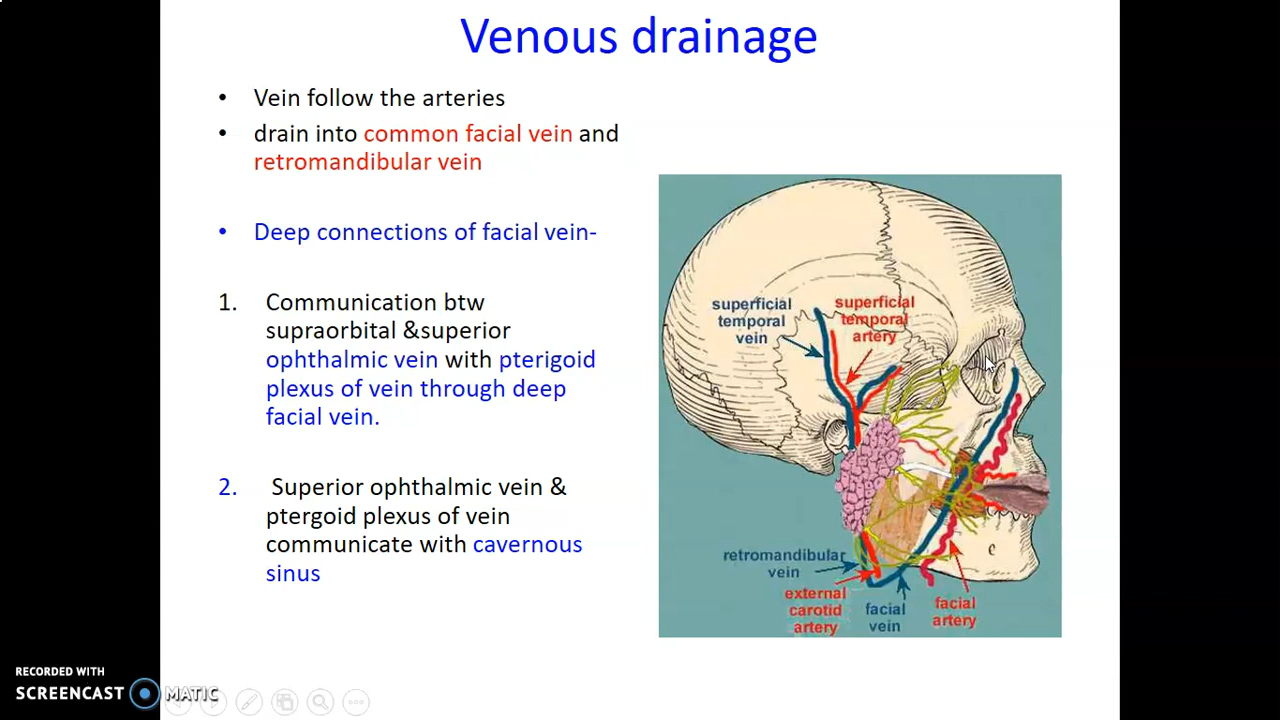 Venous drainage
• Vein follow the arteries
• drain into common facial vein and
retromandibular vein
• Deep connections of facial vein-
1. Communication btw
supraorbital &superior
ophthalmic vein with pterigoid
plexus of vein through deep
facial vein.
2. Superior ophthalmic vein &
ptergoid plexus of vein
communicate with cavernous
sinus
superficial
temporal
vein
superficial
temporal
artery
retromandibular
vein
external
carotid
artery
facial
vein
facial
artery
RECORDED WITH
SCREENCAST MATIC